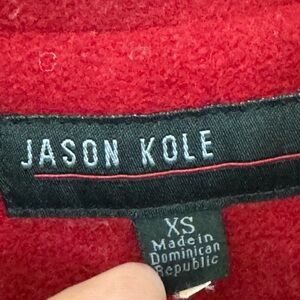 JASON KOLE
XS
Made in
Dominican
Republic